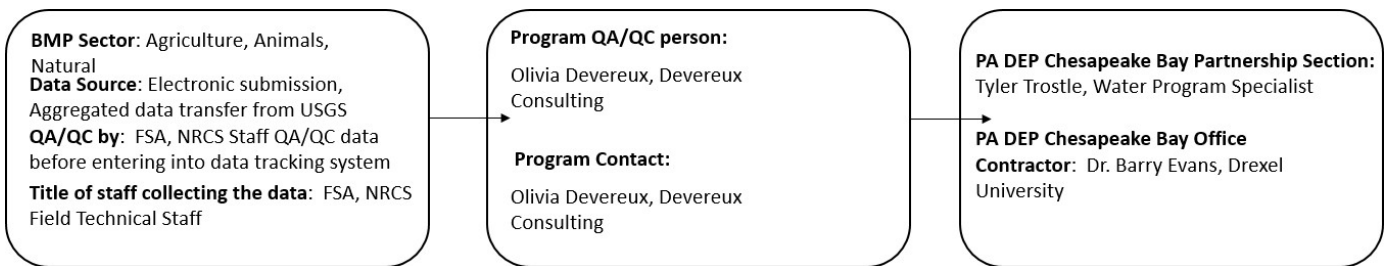 BMP Sector: Agriculture, Animals,
Natural
Data Source: Electronic submission,
Aggregated data transfer from USGS
QA/QC by:  FSA, NRCS Staff QA/QC data
before entering into data tracking system
Title of staff collecting the data:  FSA, NRCS
Field Technical Staff
Program QA/QC person:
Olivia Devereux, Devereux
Consulting
Program Contact:
Olivia Devereux, Devereux
Consulting
PA DEP Chesapeake Bay Partnership Section:
Tyler Trostle, Water Program Specialist
PA DEP Chesapeake Bay Office
Contractor:  Dr. Barry Evans, Drexel
University